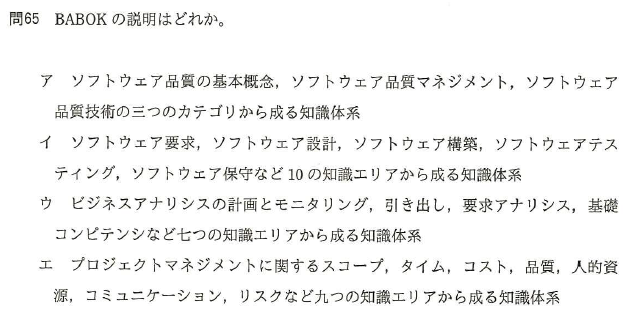 問65 BABOK の説明はどれか。
ア ソフトウェア品質の基本概念，ソフトウェア品質マネジメント，ソフトウェア
品質技術の三つのカテゴリから成る知識体系
イ ソフトウェア要求，ソフトウェア設計，ソフトウェア構築，ソフトウェアテス
ティング，ソフトウェア保守など 10 の知識エリアから成る知識体系
ウ ビジネスアナリシスの計画とモニタリング，引き出し，要求アナリシス，基礎
コンピテンシなど七つの知識エリアから成る知識体系
エ プロジェクトマネジメントに関するスコープ，タイム，コスト，品質，人的資
源，コミュニケーション，リスクなど九つの知識エリアから成る知識体系